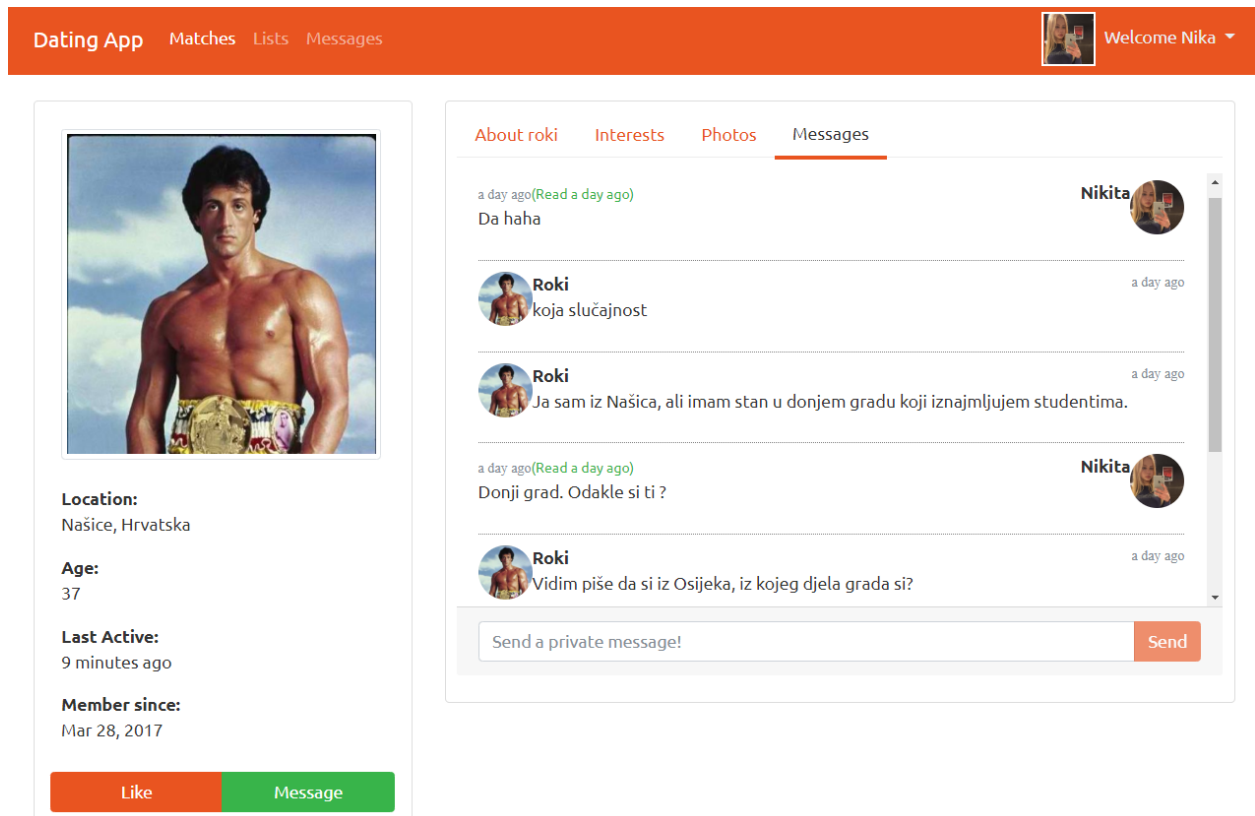 Dating App Matches Lists Messages Welcome Nika
Location:
Našice, Hrvatska
Age:
37
Last Active:
9 minutes ago
Member since:
Mar 28, 2017
Like Message
About roki Interests Photos Messages
a day ago(Read a day ago) Nikita
Da haha
Roki a day ago
koja slučajnost
Roki a day ago
Ja sam iz Našica, ali imam stan u donjem gradu koji iznajmljujem studentima.
a day ago(Read a day ago) Nikita
Donji grad. Odakle si ti ?
Roki a day ago
Vidim piše da si iz Osijeka, iz kojeg djela grada si?
Send a private message! Send